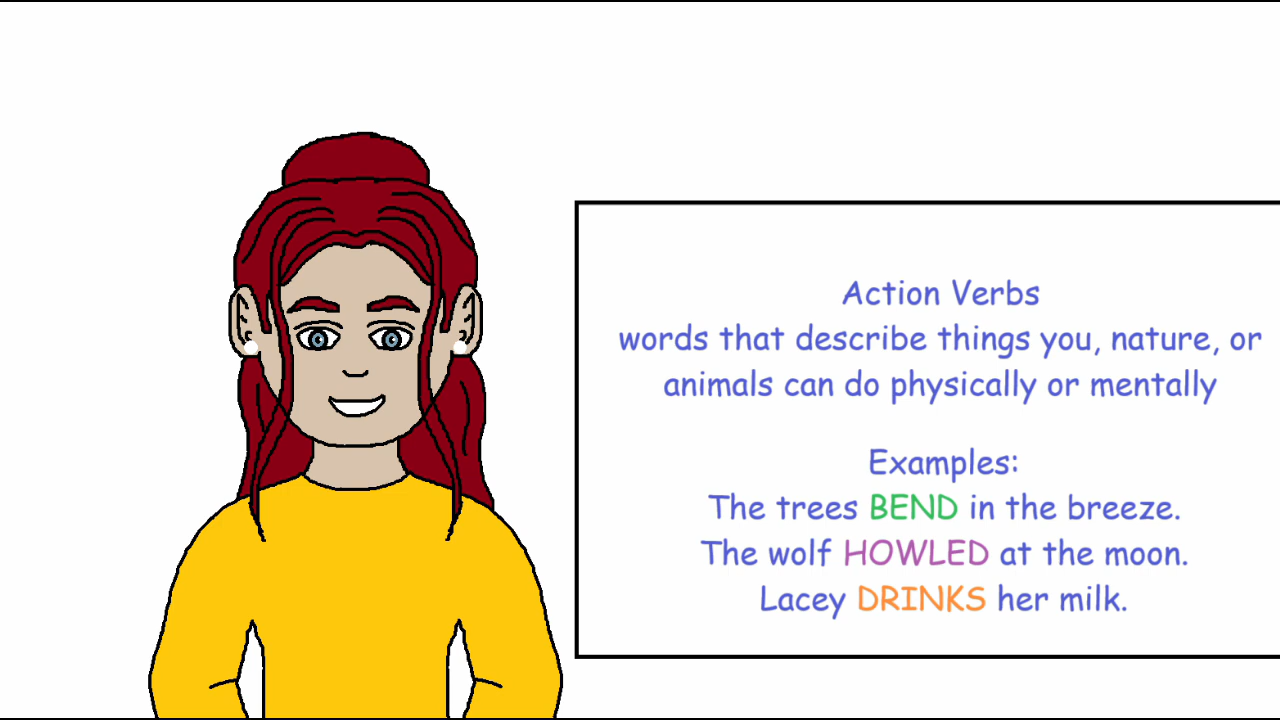 Action Verbs
words that describe things you, nature, or
animals can do physically or mentally
Examples:
The trees BEND in the breeze.
The wolf HOWLED at the moon.
Lacey DRINKS her milk.